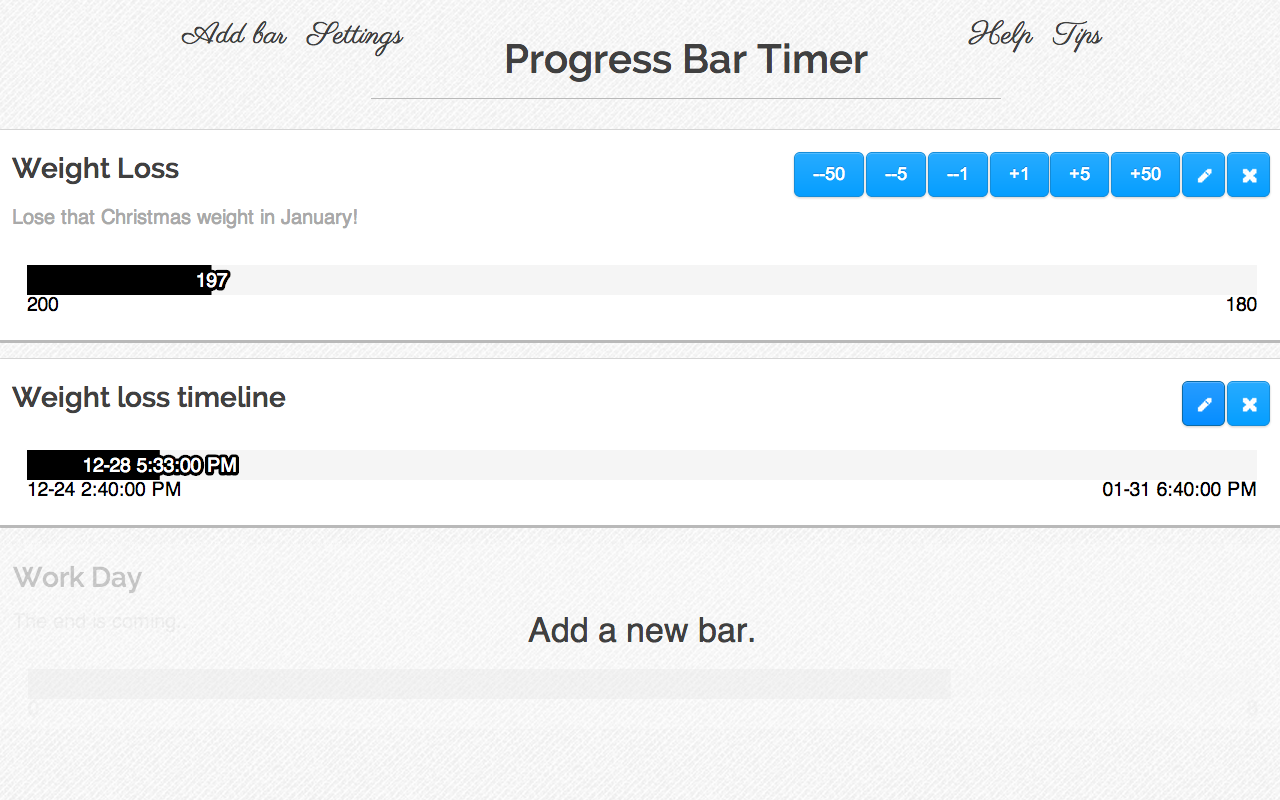 Add bar Settings
Help Tips
Progress Bar Timer
Weight Loss
--50 --5 --1 +1 +5 +50
Lose that Christmas weight in January!
197
200 180
Weight loss timeline
12-28 5:33:00 PM
12-24 2:40:00 PM 01-31 6:40:00 PM
Work Day
The end is coming..
Add a new bar.